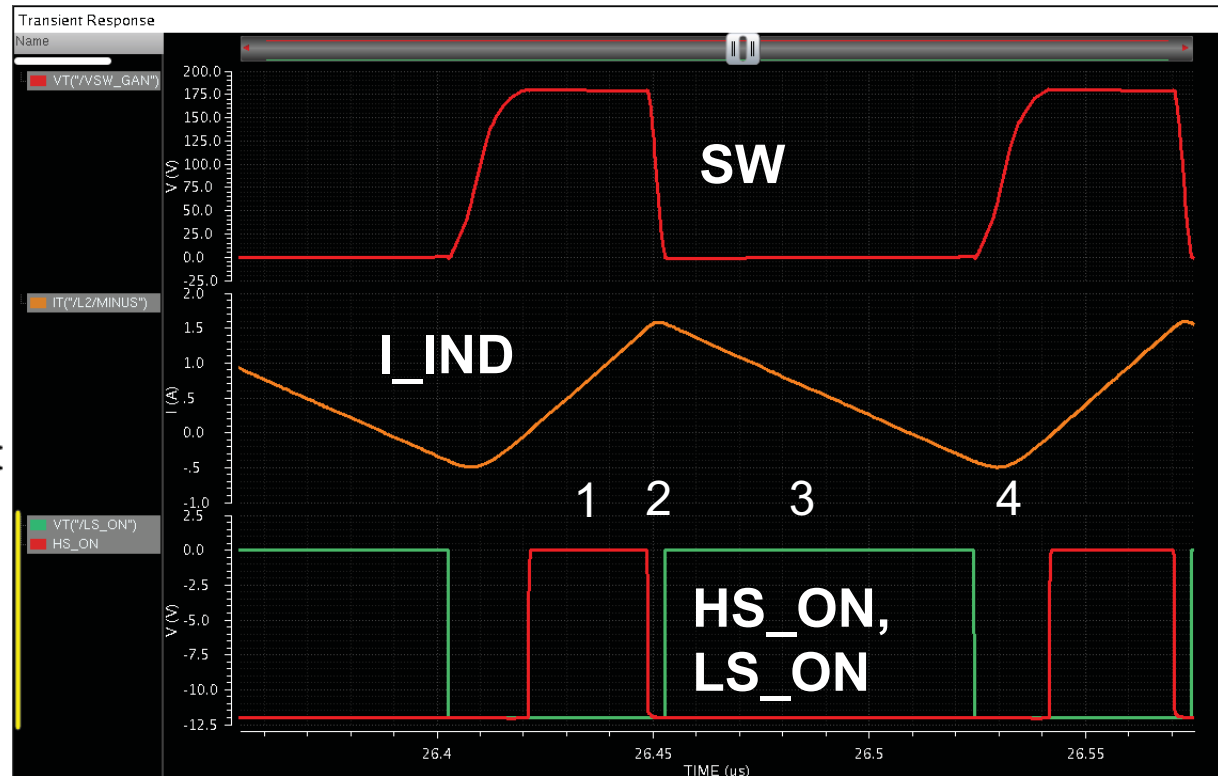 Transient Response
Name
VT("/VSW_GAN")
200.0
175.0
150.0
125.0
100.0
75.0
50.0
25.0
0.0
-25.0
V (V)
SW
IT("/L2/MINUS")
2.0
1.5
1.0
.5
0.0
-.5
-1.0
I (A)
I_IND
1 2 3 4
VT("/LS_ON")
HS_ON
2.5
0.0
-2.5
-5.0
-7.5
-10.0
-12.5
V (V)
HS_ON,
LS_ON
26.4 26.45 26.5 26.55
TIME (us)